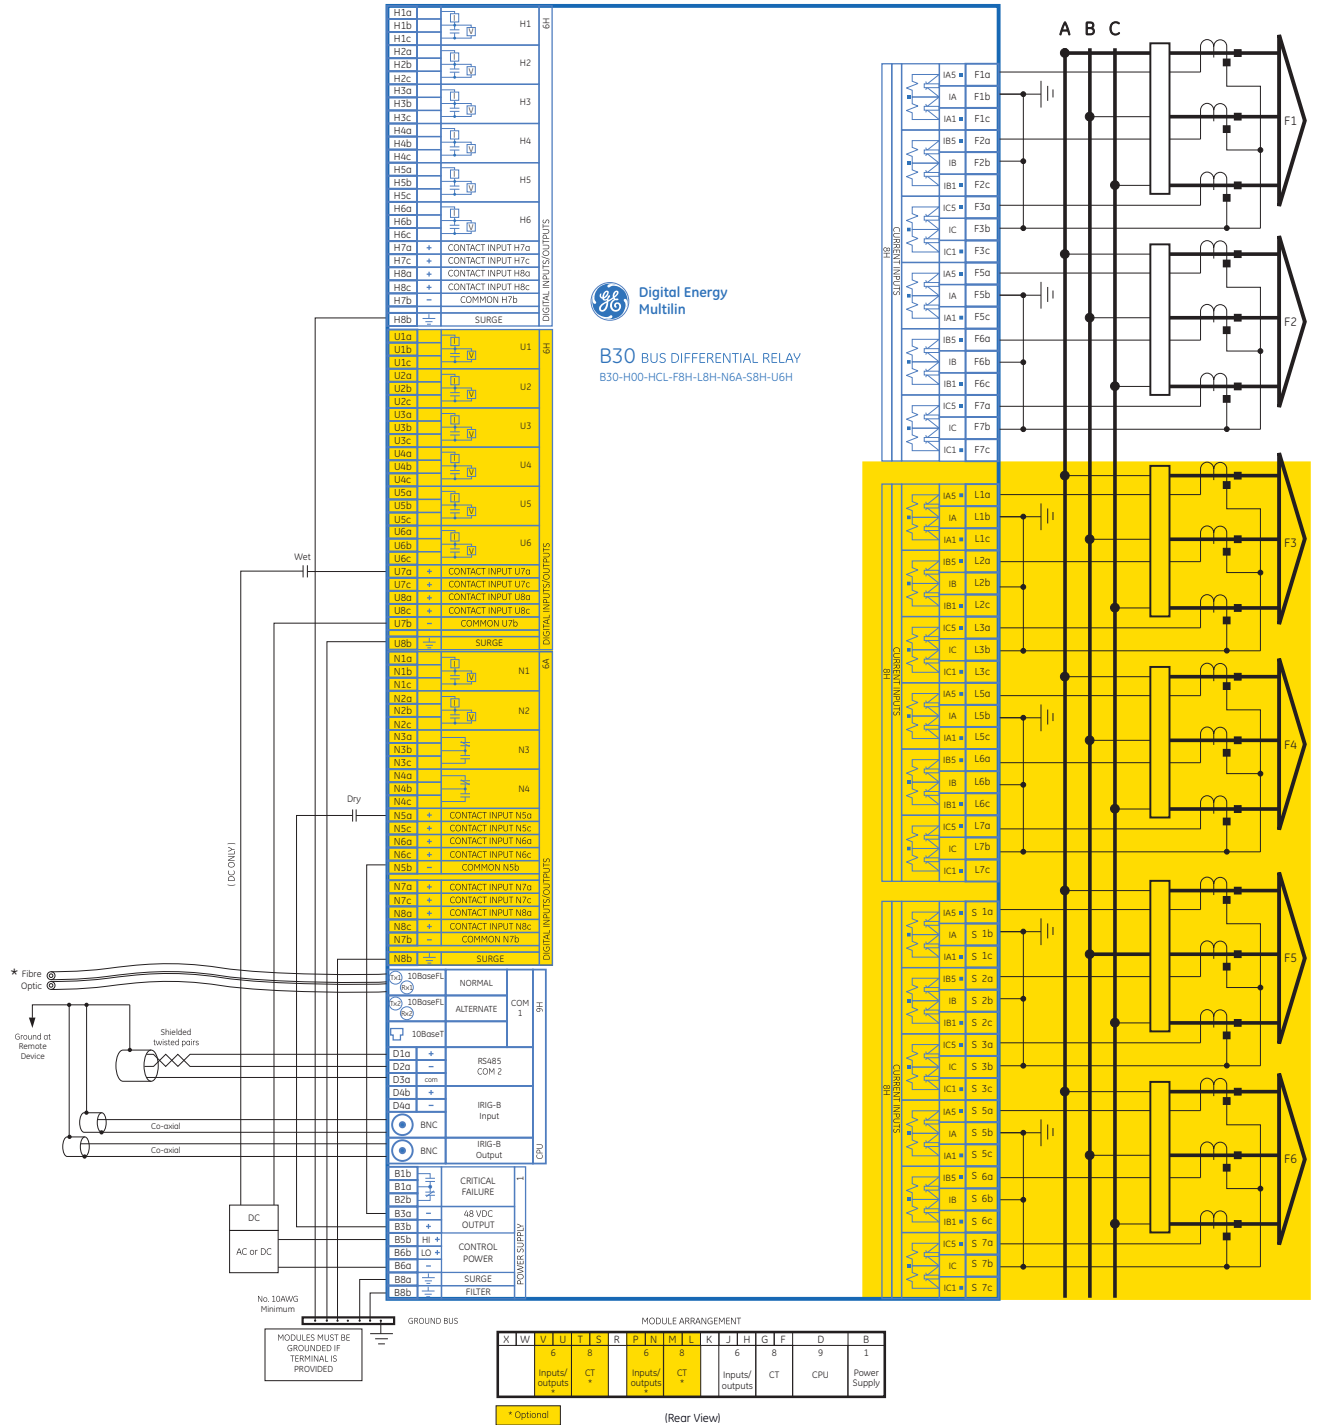 H1a
H1b
H1c
H1
H2a
H2b
H2c
H2
H3a
H3b
H3c
H3
H4a
H4b
H4c
H4
H5a
H5b
H5c
H5
H6a
H6b
H6c
H6
H7a + CONTACT INPUT H7a
H7c + CONTACT INPUT H7c
H8a + CONTACT INPUT H8a
H8c + CONTACT INPUT H8c
H7b – COMMON H7b
H8b SURGE
6H
DIGITAL INPUTS/OUTPUTS
U1a
U1b
U1c
U1
U2a
U2b
U2c
U2
U3a
U3b
U3c
U3
U4a
U4b
U4c
U4
U5a
U5b
U5c
U5
U6a
U6b
U6c
U6
U7a + CONTACT INPUT U7a
U7c + CONTACT INPUT U7c
U8a + CONTACT INPUT U8a
U8c + CONTACT INPUT U8c
U7b – COMMON U7b
U8b SURGE
6H
DIGITAL INPUTS/OUTPUTS
N1a
N1b
N1c
N1
N2a
N2b
N2c
N2
N3a
N3b
N3c
N3
N4a
N4b
N4c
N4
N5a + CONTACT INPUT N5a
N5c + CONTACT INPUT N5c
N6a + CONTACT INPUT N6a
N6c + CONTACT INPUT N6c
N5b – COMMON N5b
N7a + CONTACT INPUT N7a
N7c + CONTACT INPUT N7c
N8a + CONTACT INPUT N8a
N8c + CONTACT INPUT N8c
N7b – COMMON N7b
N8b SURGE
6A
DIGITAL INPUTS/OUTPUTS
Tx1 10BaseFL
Rx1
NORMAL
Tx2 10BaseFL
Rx2
ALTERNATE
10BaseT
COM
1
9H
D1a +
D2a –
D3a com
RS485
COM 2
D4b +
D4a –
BNC
IRIG-B
Input
BNC
IRIG-B
Output
CPU
B1b
B1a
B2b
CRITICAL
FAILURE
B3a –
B3b +
48 VDC
OUTPUT
B5b HI +
B6b LO +
B6a –
CONTROL
POWER
B8a SURGE
B8b FILTER
1
POWER SUPPLY
Wet
Dry
( DC ONLY )
* Fibre
Optic
Ground at
Remote
Device
Shielded
twisted pairs
Co-axial
Co-axial
DC
AC or DC
No. 10AWG
Minimum
GROUND BUS
MODULES MUST BE
GROUNDED IF
TERMINAL IS
PROVIDED
GE
Digital Energy
Multilin
B30 BUS DIFFERENTIAL RELAY
B30-H00-HCL-F8H-L8H-N6A-S8H-U6H
A B C
IA5 F1a
IA F1b
IA1 F1c
IB5 F2a
IB F2b
IB1 F2c
IC5 F3a
IC F3b
IC1 F3c
IA5 F5a
IA F5b
IA1 F5c
IB5 F6a
IB F6b
IB1 F6c
IC5 F7a
IC F7b
IC1 F7c
CURRENT INPUTS
8H
IA5 L1a
IA L1b
IA1 L1c
IB5 L2a
IB L2b
IB1 L2c
IC5 L3a
IC L3b
IC1 L3c
IA5 L5a
IA L5b
IA1 L5c
IB5 L6a
IB L6b
IB1 L6c
IC5 L7a
IC L7b
IC1 L7c
CURRENT INPUTS
8H
IA5 S 1a
IA S 1b
IA1 S 1c
IB5 S 2a
IB S 2b
IB1 S 2c
IC5 S 3a
IC S 3b
IC1 S 3c
IA5 S 5a
IA S 5b
IA1 S 5c
IB5 S 6a
IB S 6b
IB1 S 6c
IC5 S 7a
IC S 7b
IC1 S 7c
CURRENT INPUTS
8H
F1
F2
F3
F4
F5
F6
MODULE ARRANGEMENT
X W V U T S R P N M L K J H G F D B
6 8 6 8 6 8 9 1
Inputs/
outputs
*
CT
*
Inputs/
outputs
*
CT
*
Inputs/
outputs
CT
CPU
Power
Supply
* Optional
(Rear View)